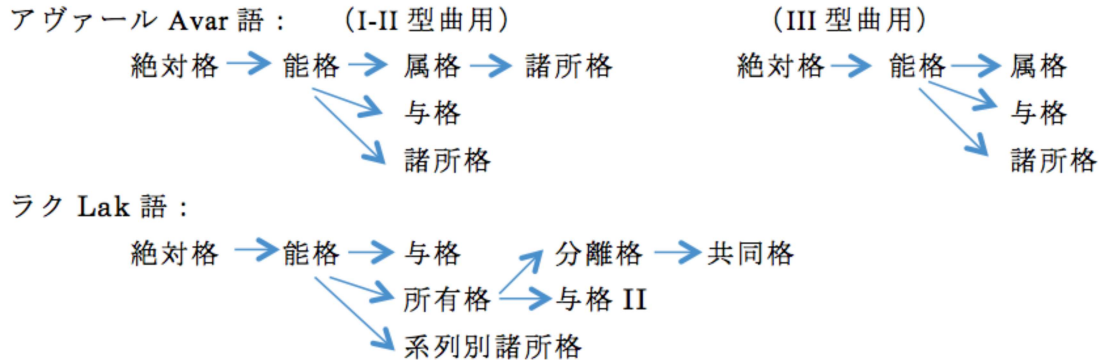 アヴァール Avar 語： （I-II 型曲用） （III 型曲用）
絶対格 能格 属格 諸所格 絶対格 能格 属格
与格 与格
諸所格 諸所格
ラク Lak 語：
絶対格 能格 与格 分離格 共同格
所有格 与格 II
系列別諸所格